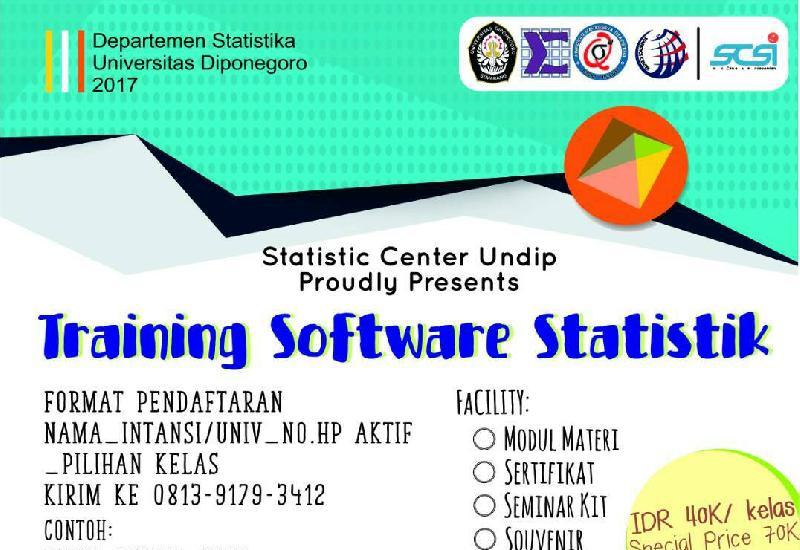 Departemen Statistika
Universitas Diponegoro
2017
SCSI
Statistic Center Undip
Proudly Presents
Training Software Statistik
FORMAT PENDAFTARAN
NAMA_INTANSI/UNIV_NO.HP AKTIF
_PILIHAN KELAS
KIRIM KE 0813-9179-3412
CONTOH:
FACILITY:
MODUL MATERI
SERTIFIKAT
SEMINAR KIT
SOUVENIR
IDR 40K/ kelas
Special Price 70K